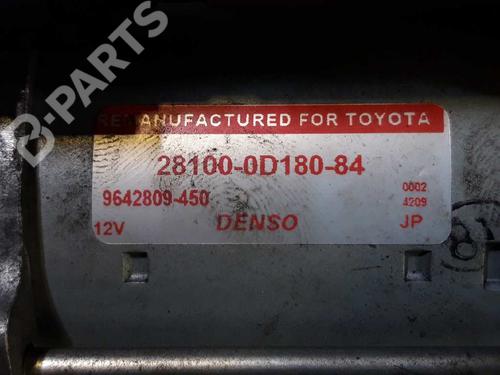 B-PARTS
REMANUFACTURED FOR TOYOTA
28100-0D180-84
9642809-450
0002
4209
12V
DENSO
JP